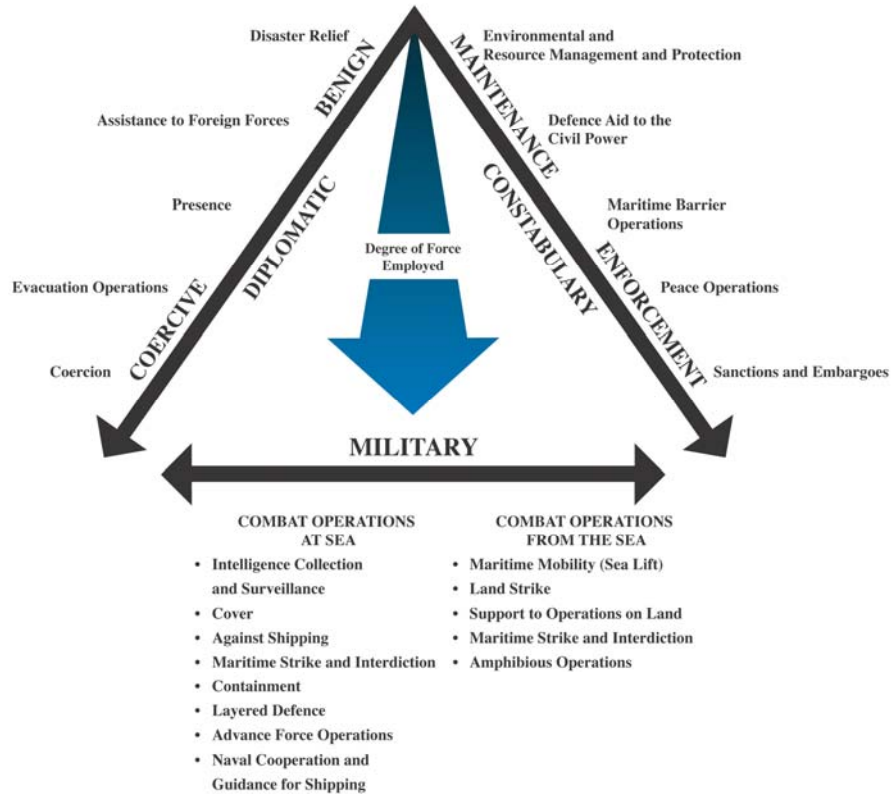 Disaster Relief
Environmental and
Resource Management and Protection
BENIGN
MAINTENANCE
Assistance to Foreign Forces
Defence Aid to the
Civil Power
Presence
DIPLOMATIC
CONSTABULARY
Maritime Barrier
Operations
Degree of Force
Employed
Evacuation Operations
COERCIVE
ENFORCEMENT
Peace Operations
Coercion
Sanctions and Embargoes
MILITARY
COMBAT OPERATIONS
AT SEA
• Intelligence Collection
and Surveillance
• Cover
• Against Shipping
• Maritime Strike and Interdiction
• Containment
• Layered Defence
• Advance Force Operations
• Naval Cooperation and
Guidance for Shipping
COMBAT OPERATIONS
FROM THE SEA
• Maritime Mobility (Sea Lift)
• Land Strike
• Support to Operations on Land
• Maritime Strike and Interdiction
• Amphibious Operations